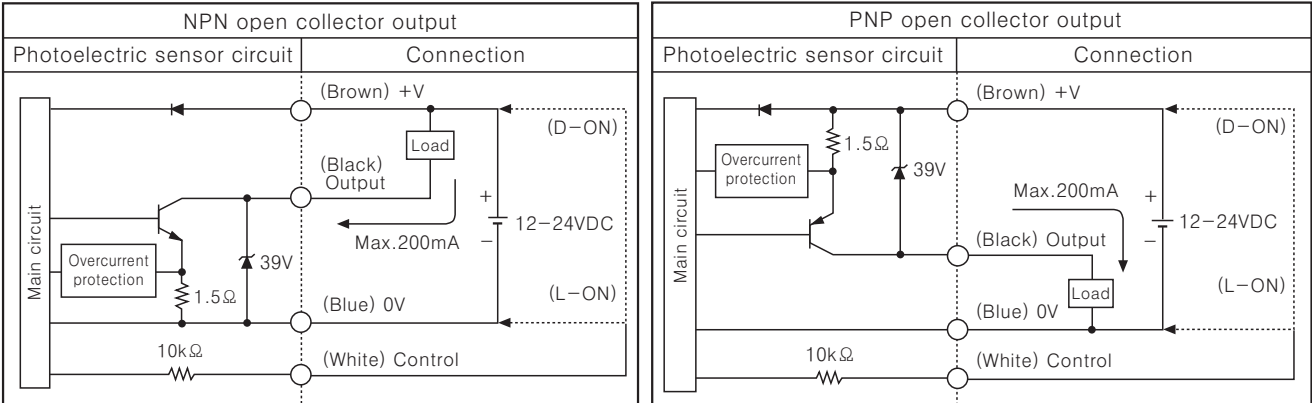 NPN open collector output
Photoelectric sensor circuit
Connection
(Brown) +V
(D-ON)
Load
(Black)
Output
+
12-24VDC
Max.200mA
-
Main circuit
Overcurrent
protection
39V
1.5Ω
(L-ON)
(Blue) 0V
10kΩ
(White) Control
PNP open collector output
Photoelectric sensor circuit
Connection
(Brown) +V
(D-ON)
1.5Ω
Overcurrent
protection
39V
Max.200mA
+
12-24VDC
-
Main circuit
(Black) Output
Load
(L-ON)
(Blue) 0V
10kΩ
(White) Control